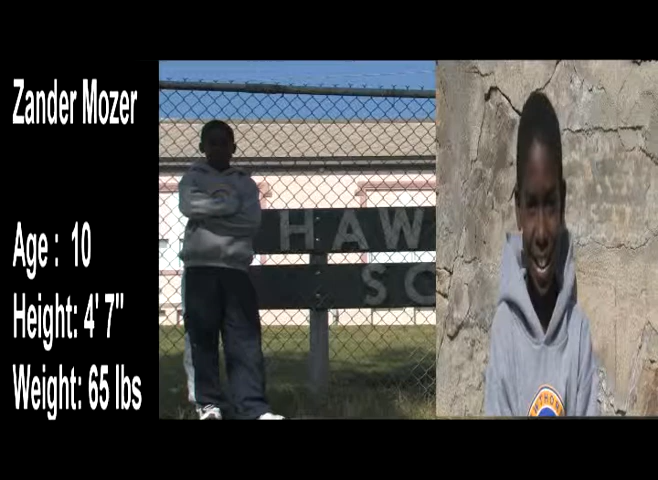 Zander Mozer
Age : 10
Height: 4' 7"
Weight: 65 lbs
HAW
SC